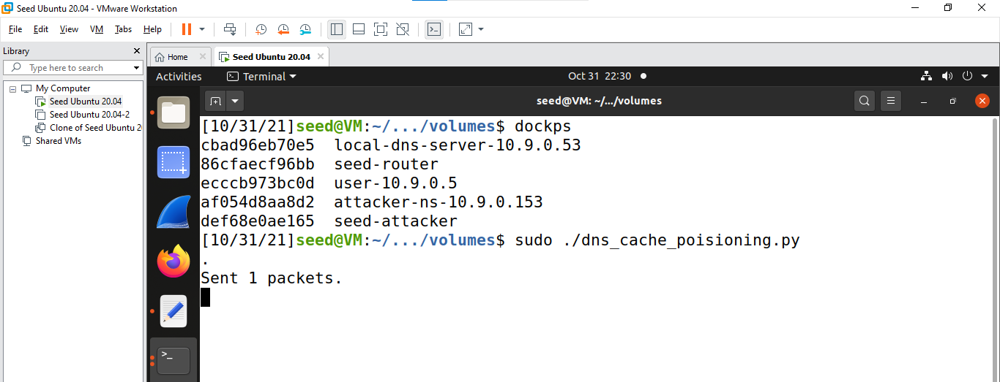 Seed Ubuntu 20.04 - VMware Workstation
File Edit View VM Tabs Help
Library
Type here to search
My Computer
Seed Ubuntu 20.04
Seed Ubuntu 20.04-2
Clone of Seed Ubuntu 20
Shared VMs
Home
Seed Ubuntu 20.04
Activities
Terminal
Oct 31 22:30
seed@VM: ~/.../volumes
[10/31/21]seed@VM:~/.../volumes$ dockps
cbad96eb70e5 local-dns-server-10.9.0.53
86cfaecf96bb seed-router
ecccb973bc0d user-10.9.0.5
af054d8aa8d2 attacker-ns-10.9.0.153
def68e0ae165 seed-attacker
[10/31/21]seed@VM:~/.../volumes$ sudo ./dns_cache_poisioning.py
.
Sent 1 packets.